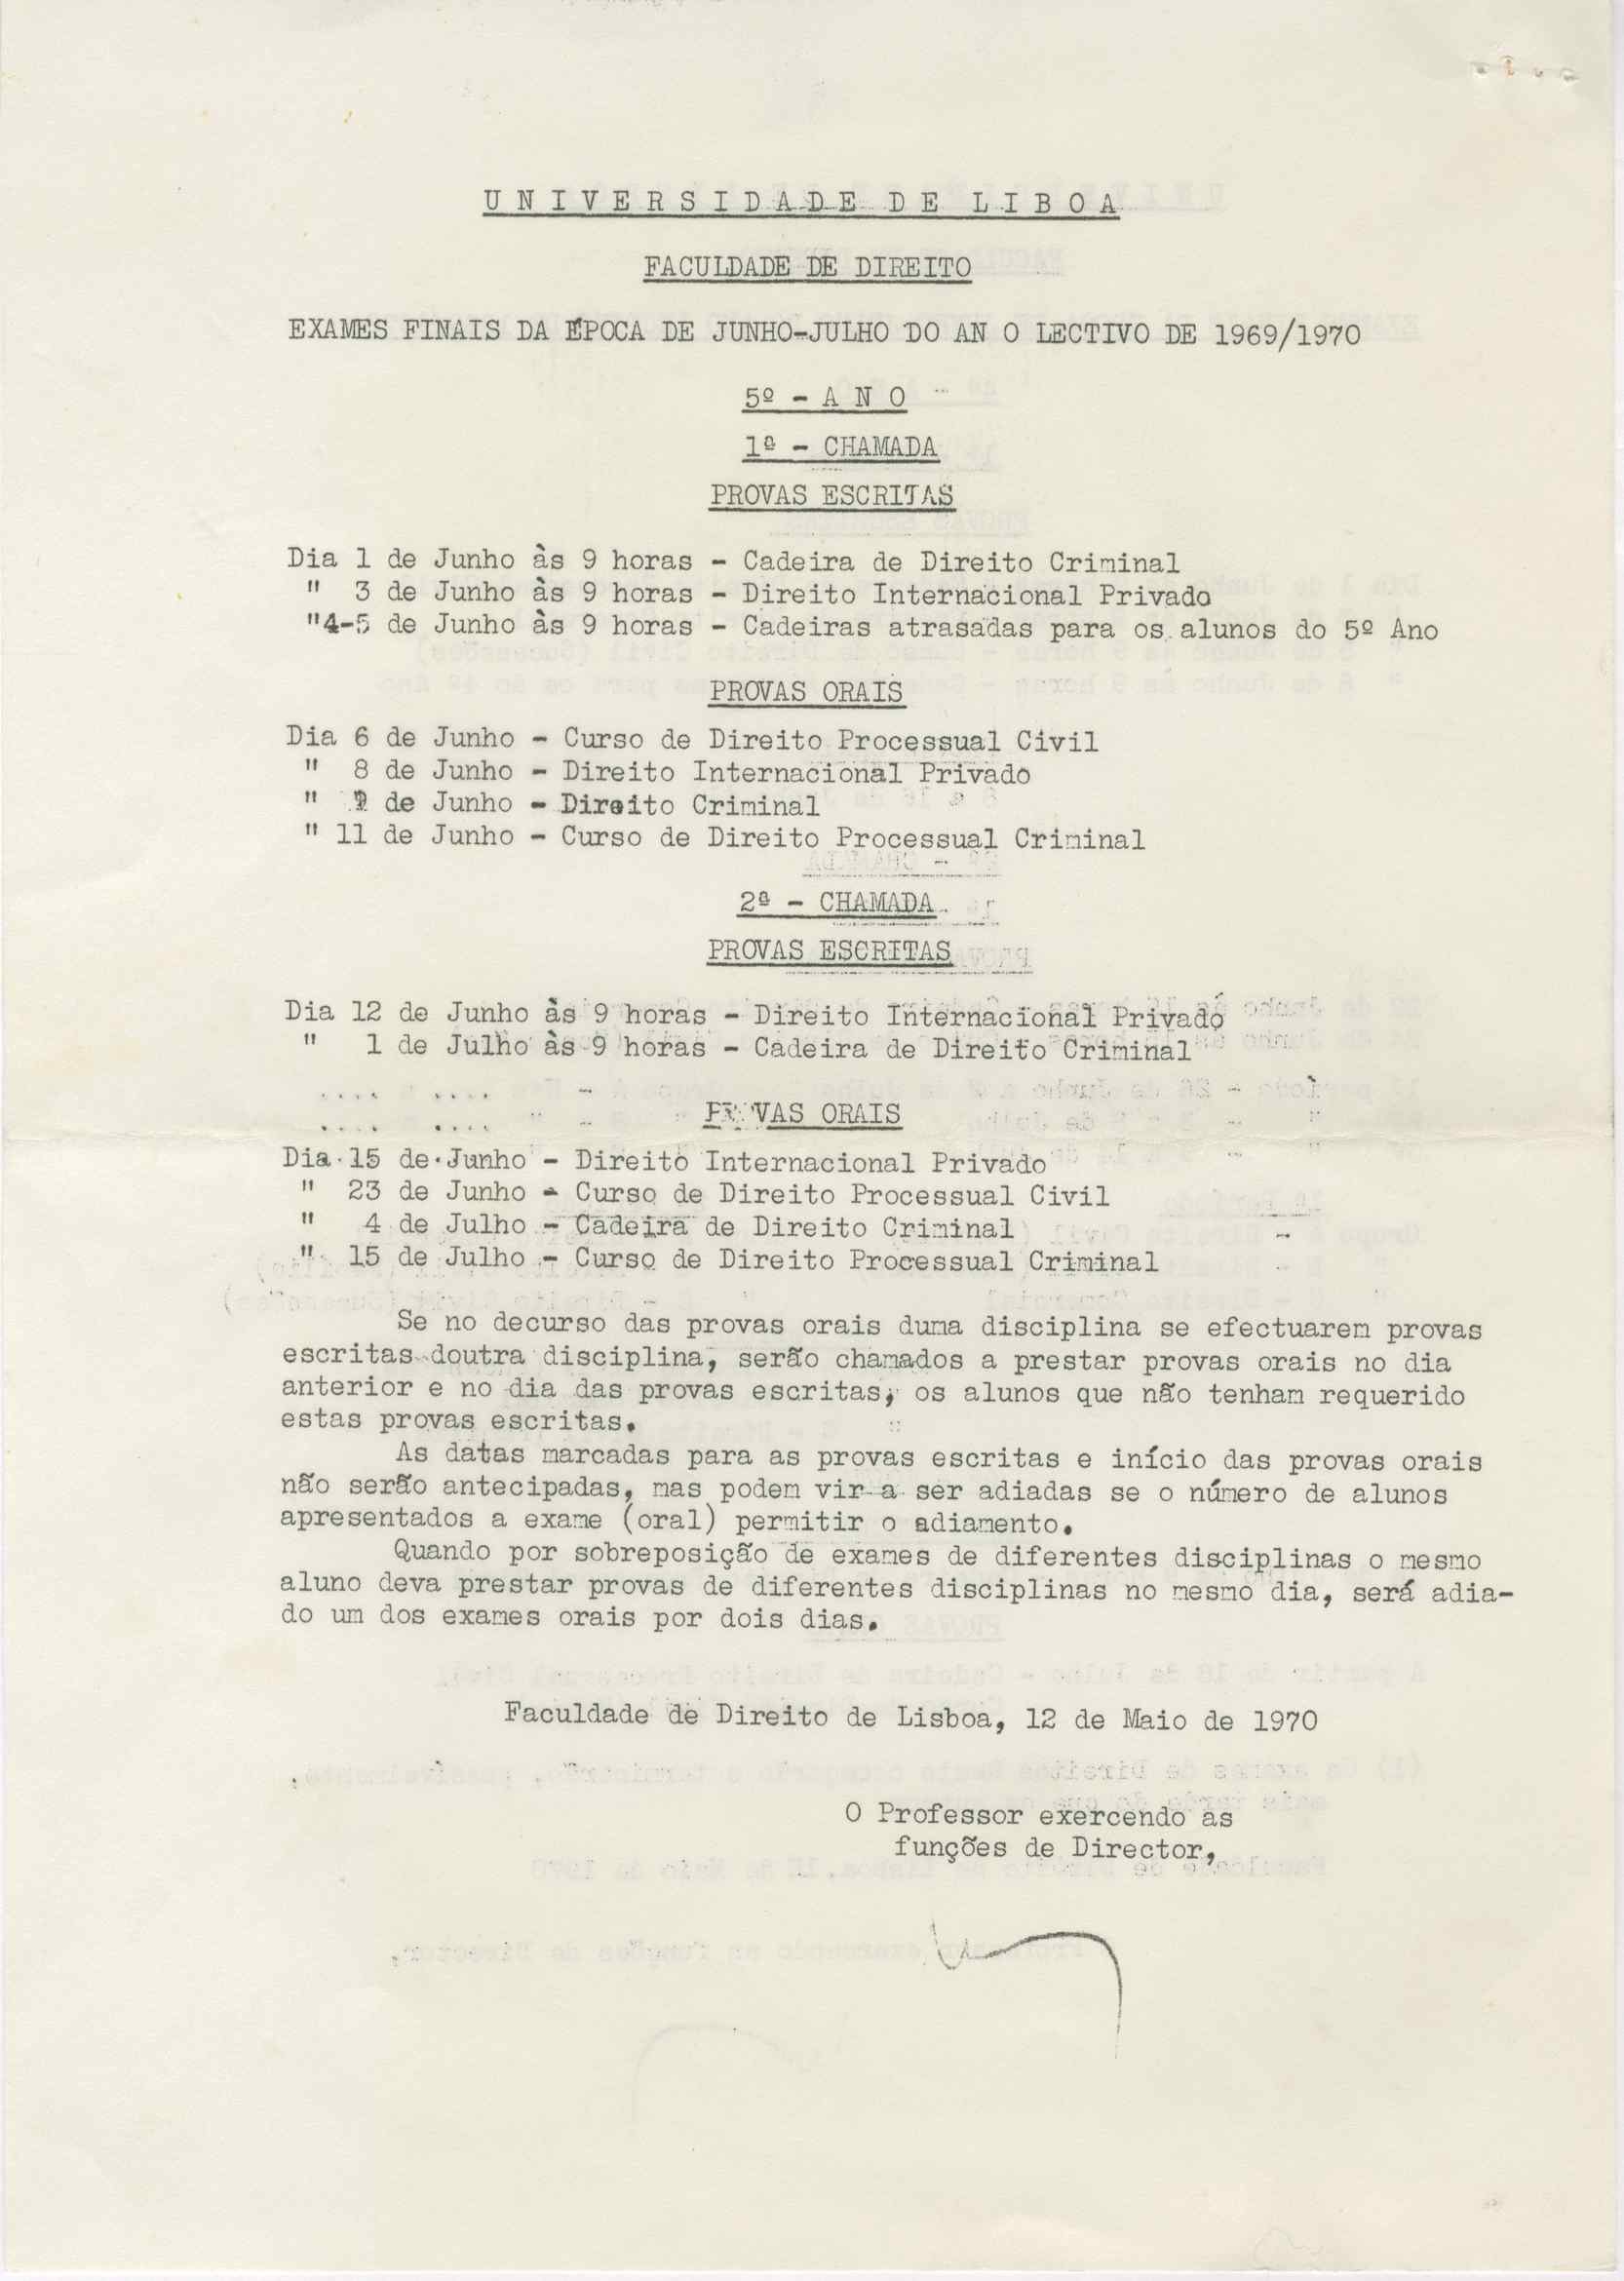 UNIVERSIDADE DE LIBOA
FACULDADE DE DIREITO
EXAMES FINAIS DA ÉPOCA DE JUNHO-JULHO DO AN O LECTIVO DE 1969/1970
5º - A N O
1ª - CHAMADA
PROVAS ESCRITAS
Dia 1 de Junho às 9 horas - Cadeira de Direito Criminal
" 3 de Junho às 9 horas - Direito Internacional Privado
"4-5 de Junho às 9 horas - Cadeiras atrasadas para os alunos do 5º Ano
PROVAS ORAIS
Dia 6 de Junho - Curso de Direito Processual Civil
" 8 de Junho - Direito Internacional Privado
" de Junho - Direito Criminal
" 11 de Junho - Curso de Direito Processual Criminal
2ª - CHAMADA
PROVAS ESCRITAS
Dia 12 de Junho às 9 horas - Direito Internacional Privado
" 1 de Julho às 9 horas - Cadeira de Direito Criminal
PROVAS ORAIS
Dia 15 de Junho - Direito Internacional Privado
" 23 de Junho - Curso de Direito Processual Civil
" 4 de Julho - Cadeira de Direito Criminal
" 15 de Julho - Curso de Direito Processual Criminal
Se no decurso das provas orais duma disciplina se efectuarem provas
escritas doutra disciplina, serão chamados a prestar provas orais no dia
anterior e no dia das provas escritas, os alunos que não tenham requerido
estas provas escritas.
As datas marcadas para as provas escritas e início das provas orais
não serão antecipadas, mas podem vir a ser adiadas se o número de alunos
apresentados a exame (oral) permitir o adiamento.
Quando por sobreposição de exames de diferentes disciplinas o mesmo
aluno deva prestar provas de diferentes disciplinas no mesmo dia, será adia-
do um dos exames orais por dois dias.
Faculdade de Direito de Lisboa, 12 de Maio de 1970
O Professor exercendo as
funções de Director,